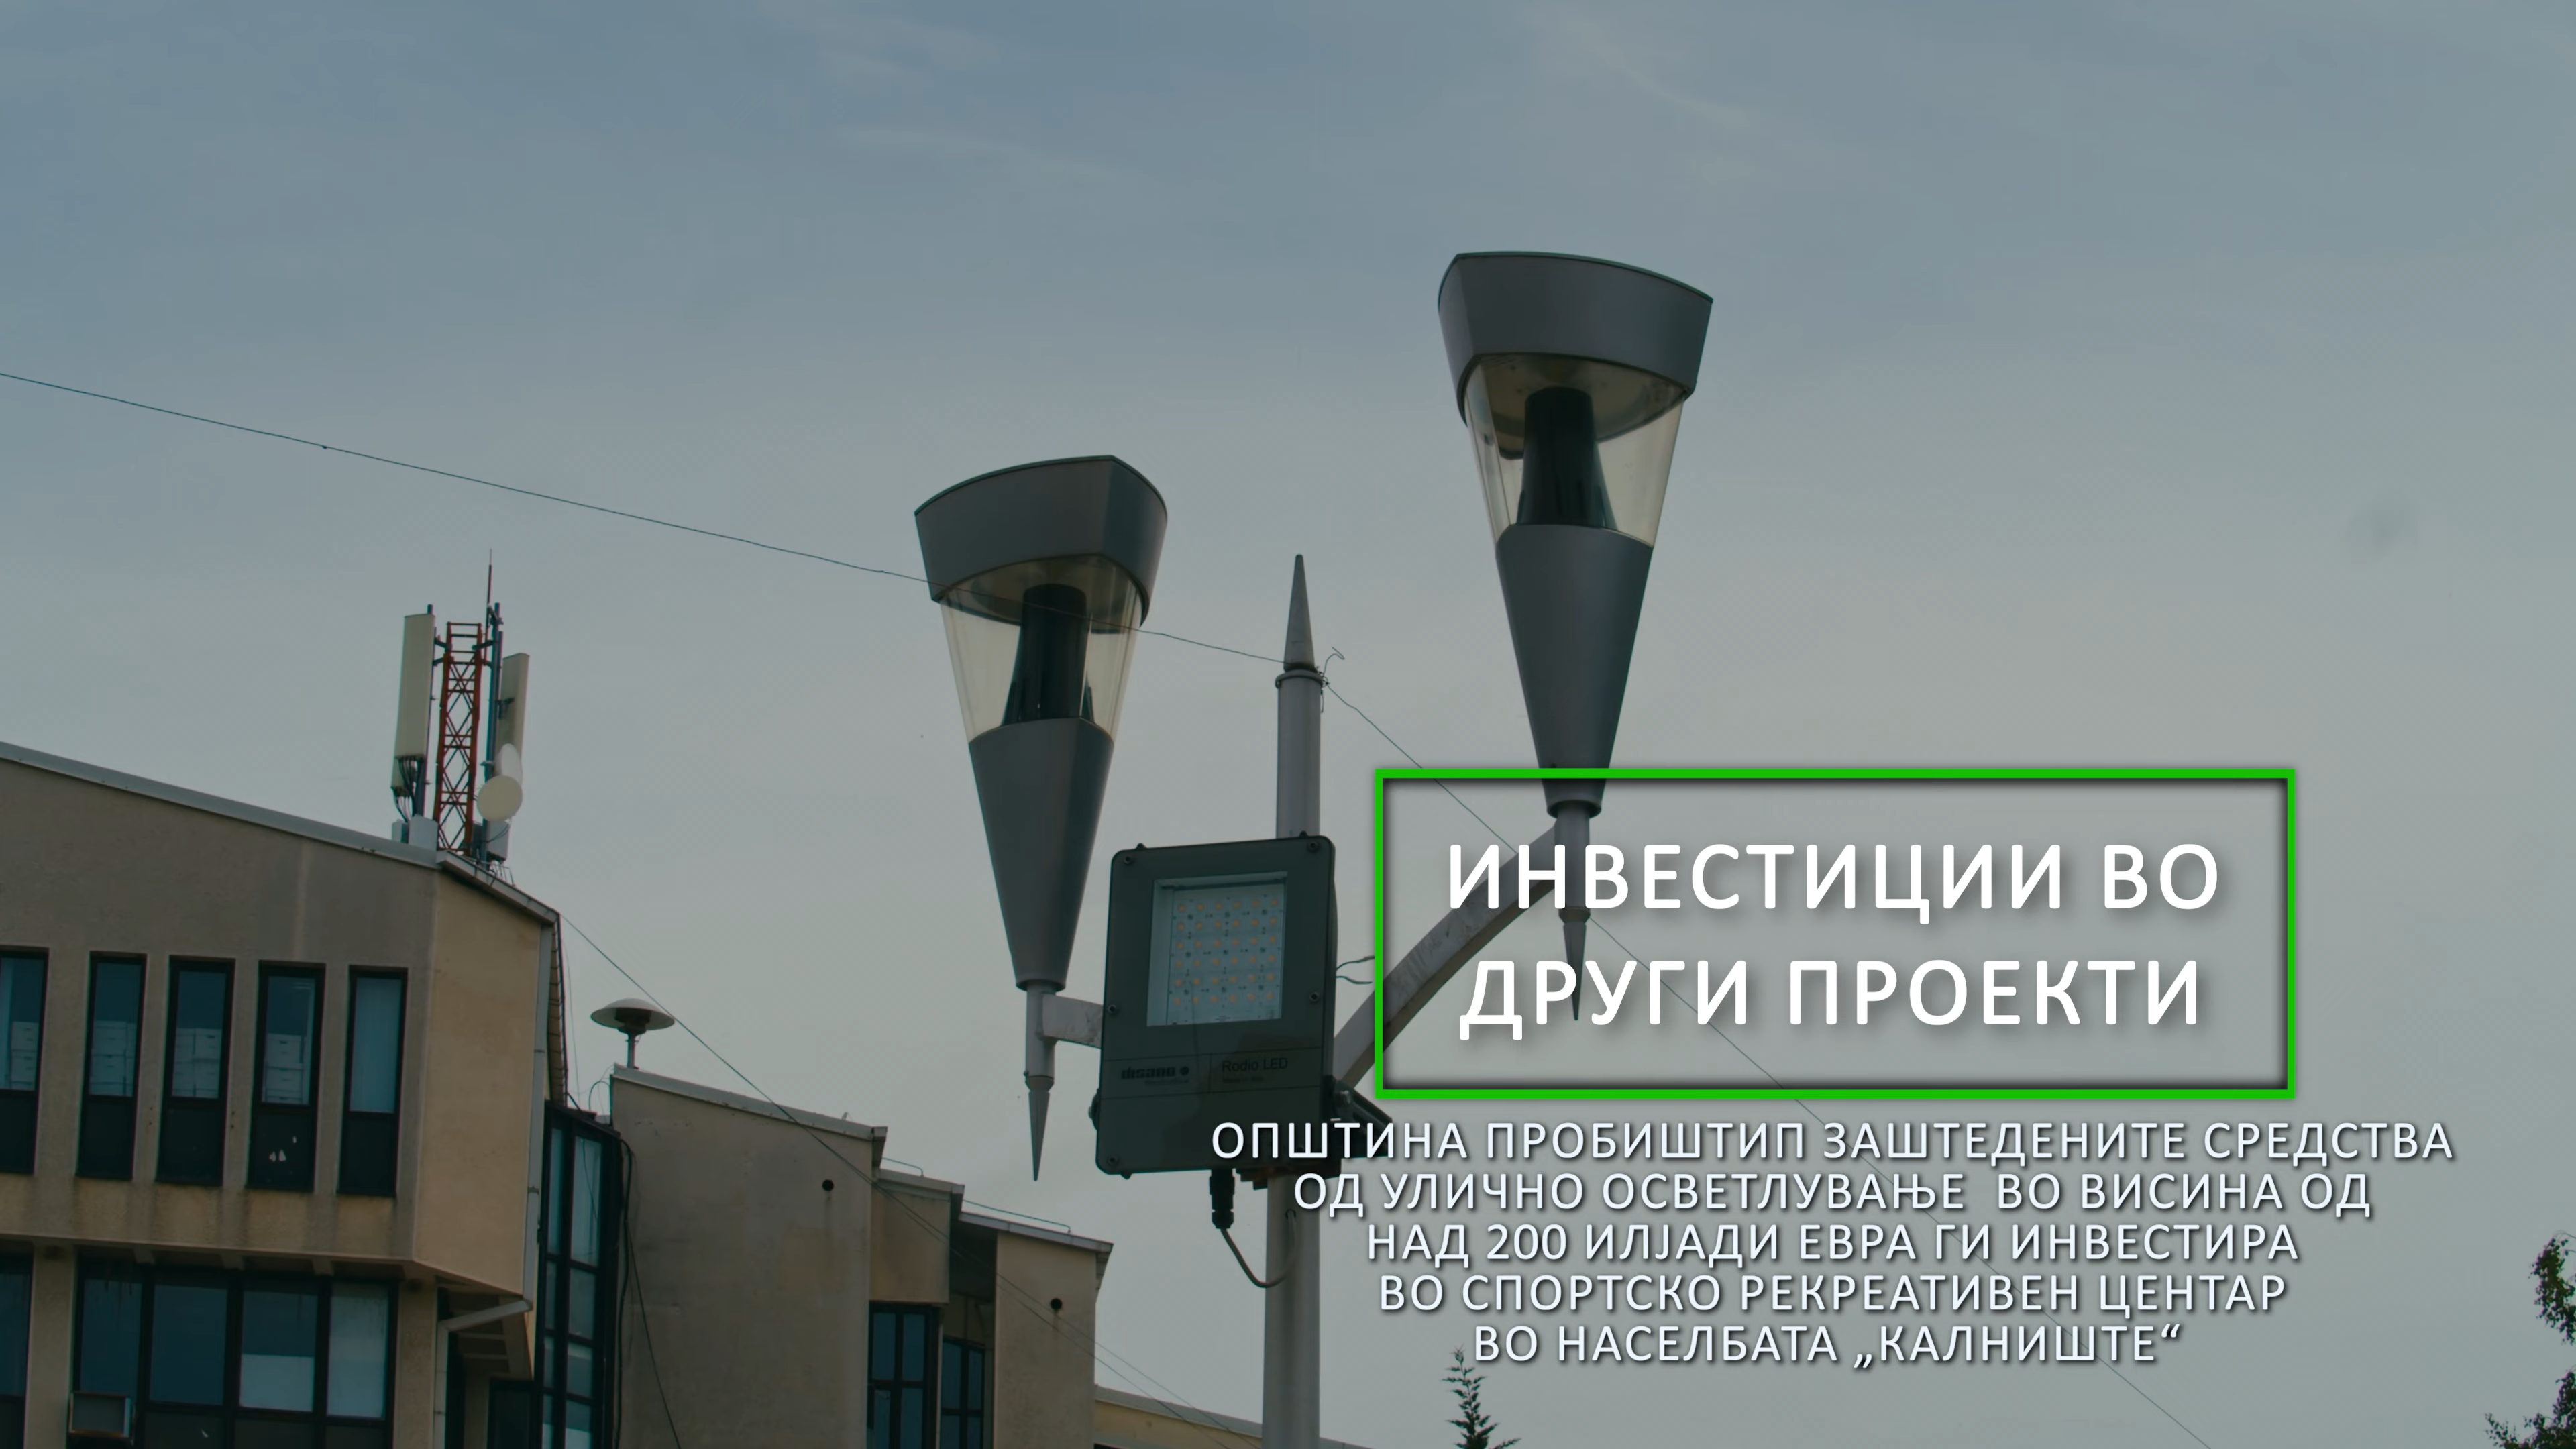 ИНВЕСТИЦИИ ВО
ДРУГИ ПРОЕКТИ
ОПШТИНА ПРОБИШТИП ЗАШТЕДЕНИТЕ СРЕДСТВА
ОД УЛИЧНО ОСВЕТЛУВАЊЕ ВО ВИСИНА ОД
НАД 200 ИЛЈАДИ ЕВРА ГИ ИНВЕСТИРА
ВО СПОРТСКО РЕКРЕАТИВЕН ЦЕНТАР
ВО НАСЕЛБАТА „КАЛНИШТЕ“
disano
Rodio LED